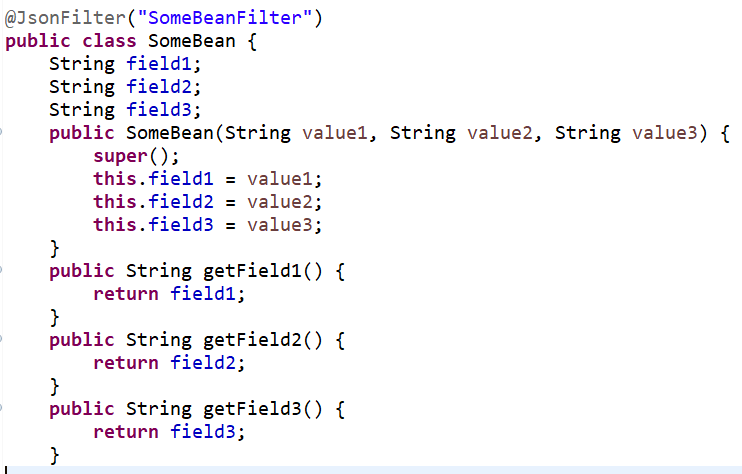 @JsonFilter("SomeBeanFilter")
public class SomeBean {
    String field1;
    String field2;
    String field3;
    public SomeBean(String value1, String value2, String value3) {
        super();
        this.field1 = value1;
        this.field2 = value2;
        this.field3 = value3;
    }
    public String getField1() {
        return field1;
    }
    public String getField2() {
        return field2;
    }
    public String getField3() {
        return field3;
    }